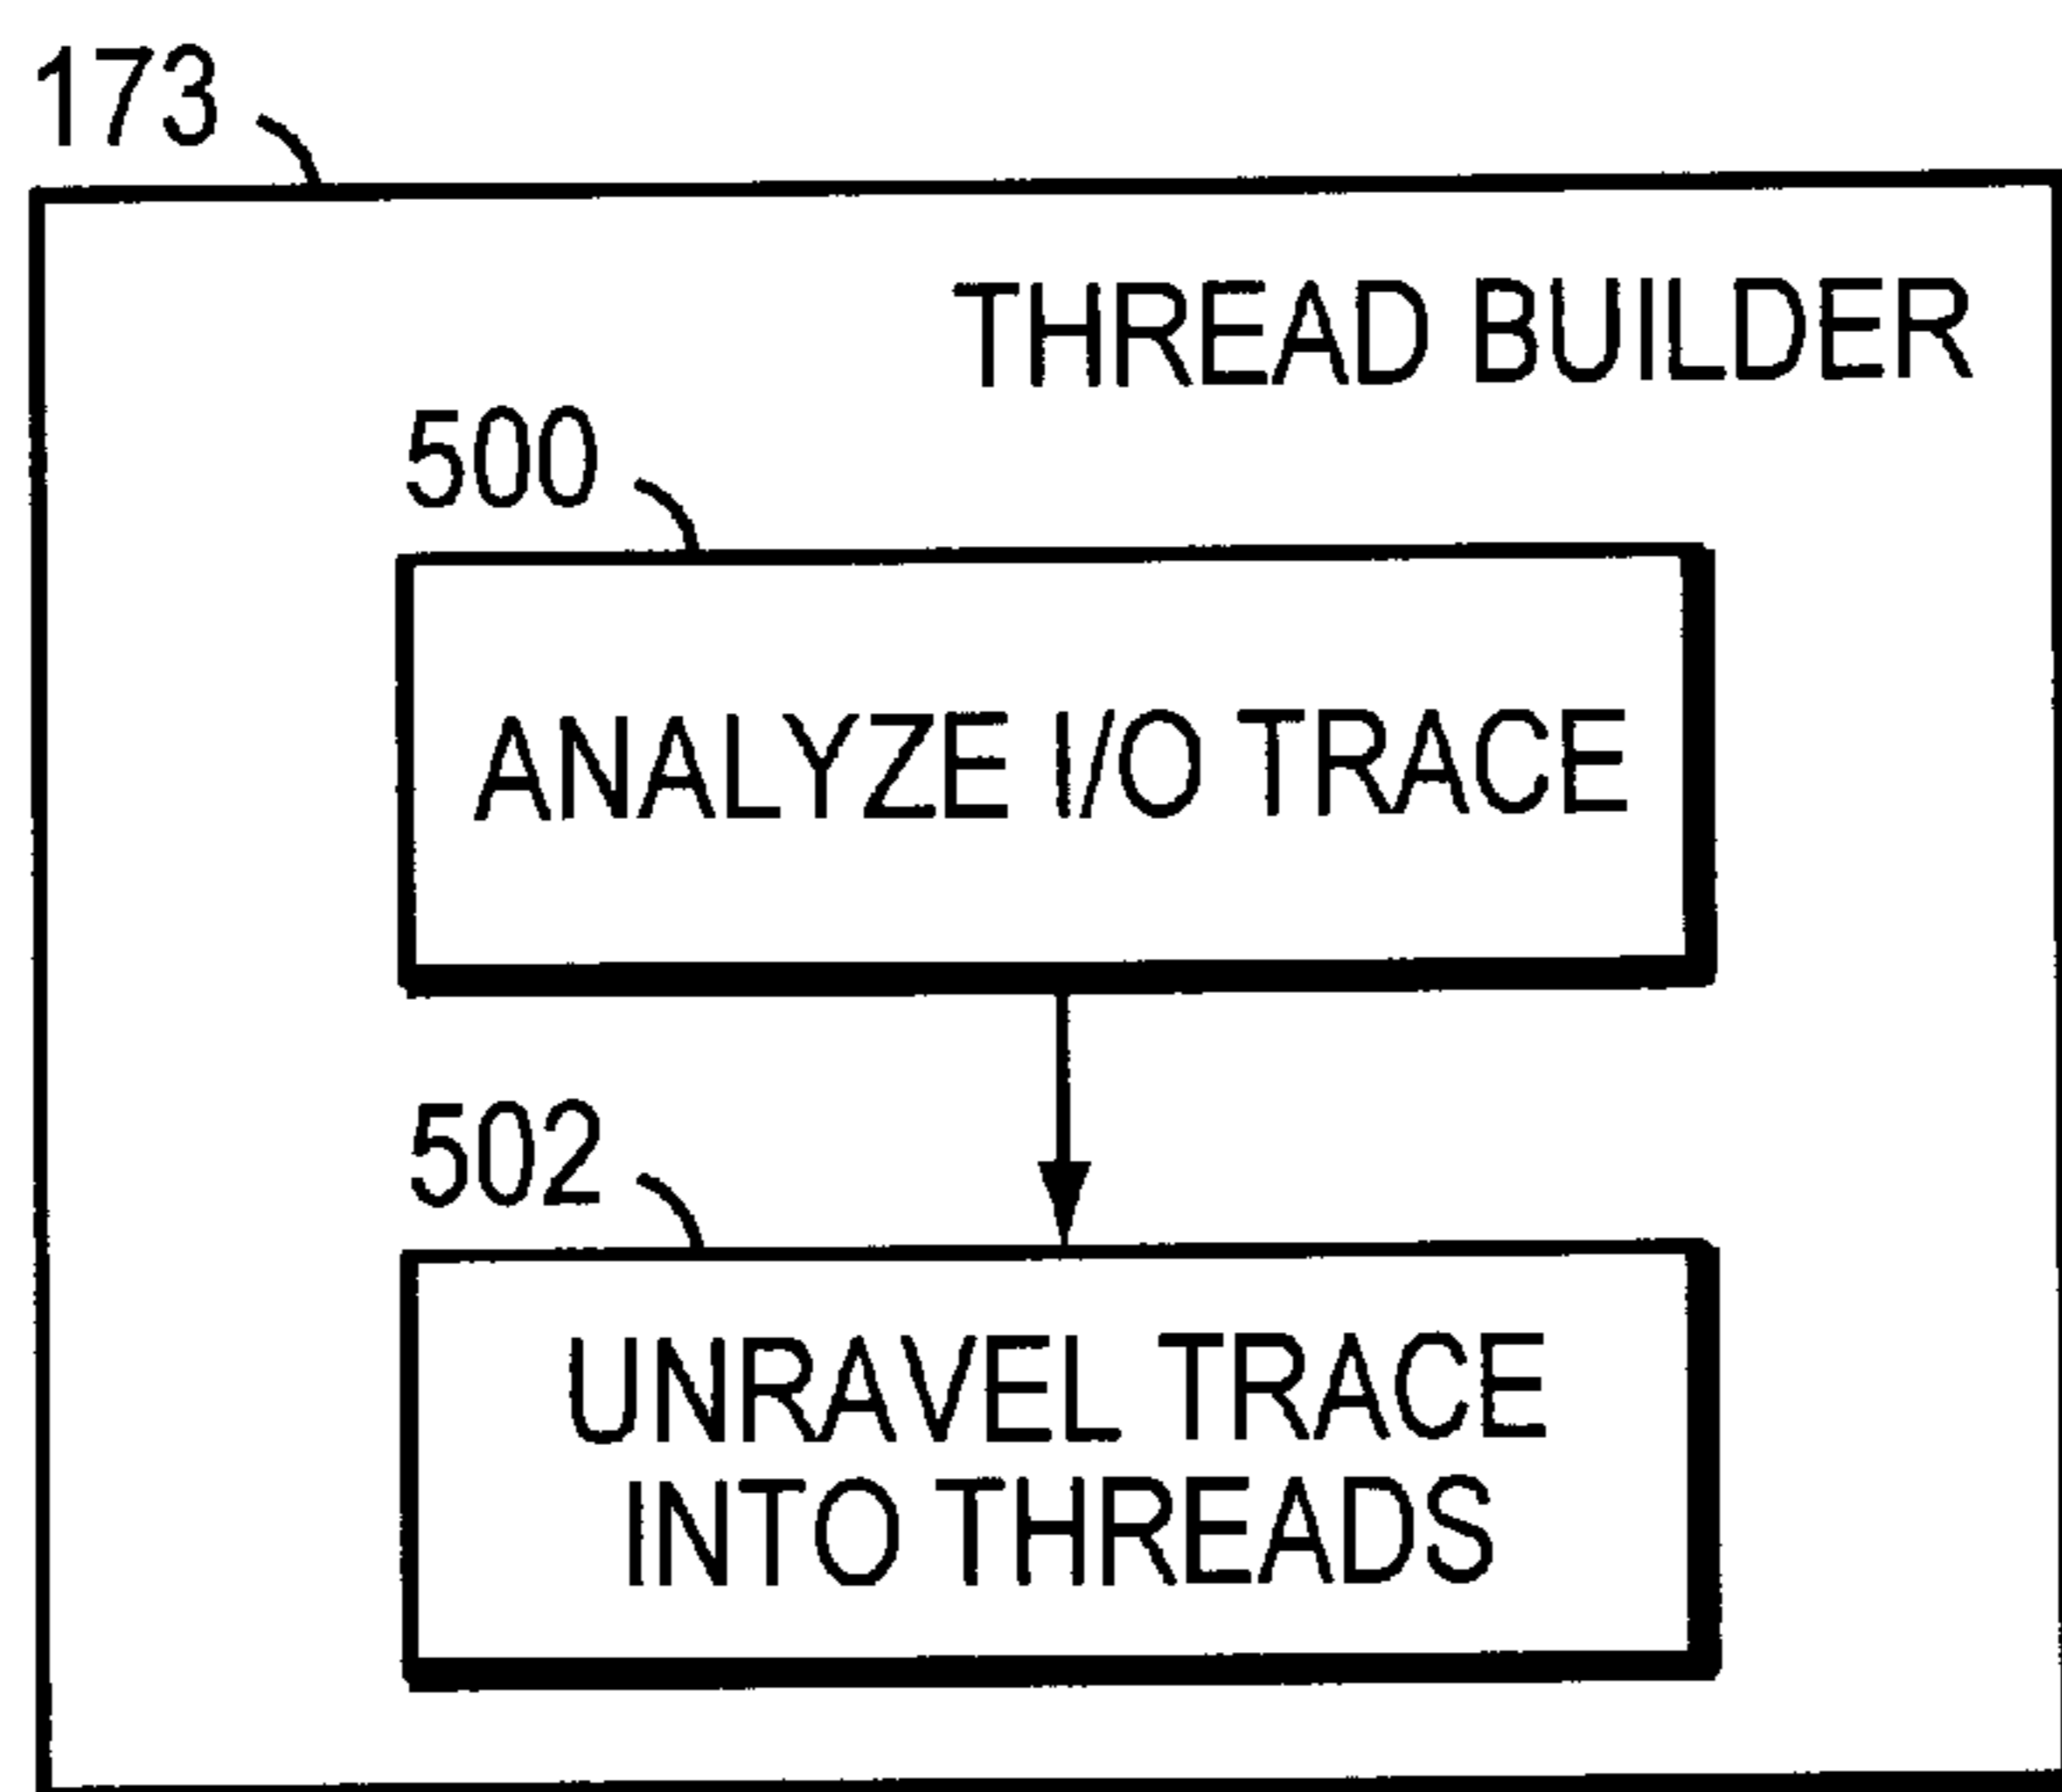 173
THREAD BUILDER
500
ANALYZE I/O TRACE
502
UNRAVEL TRACE
INTO THREADS